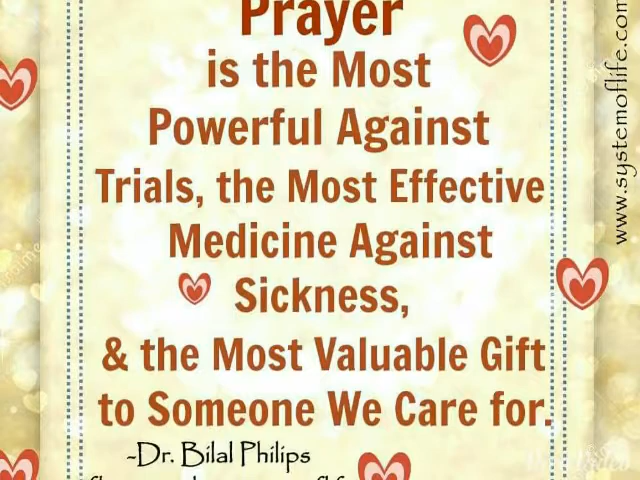 Prayer
is the Most
Powerful Against
Trials, the Most Effective
Medicine Against
Sickness,
& the Most Valuable Gift
to Someone We Care for.
-Dr. Bilal Philips
www.systemoflife.com